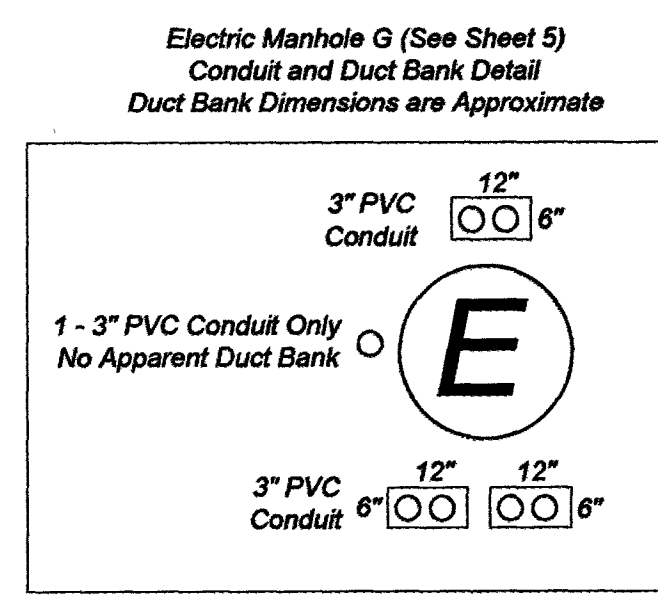 Electric Manhole G (See Sheet 5)
Conduit and Duct Bank Detail
Duct Bank Dimensions are Approximate
12"
3" PVC
Conduit
6"
1 - 3" PVC Conduit Only
No Apparent Duct Bank
E
3" PVC
Conduit
6"
12"
12"
6"